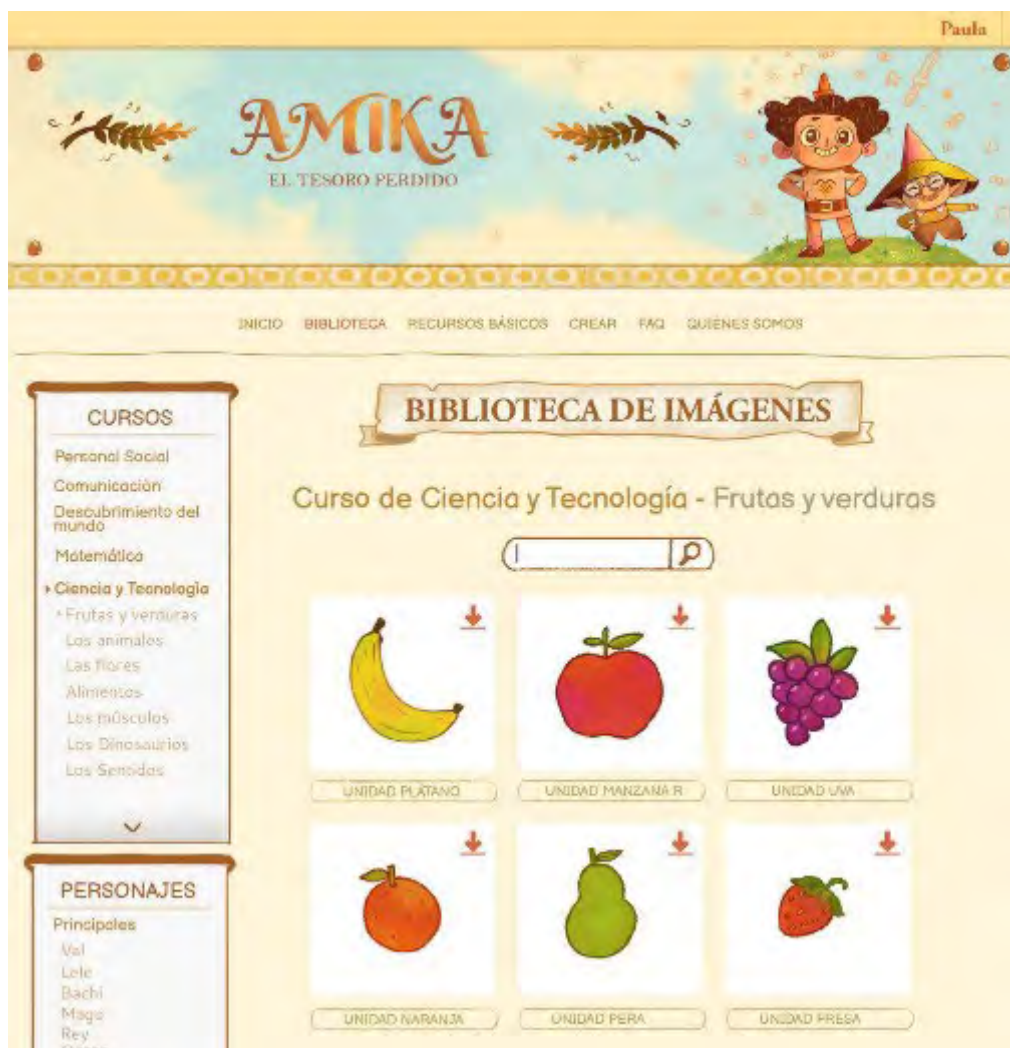 Paula
AMIKA
EL TESORO PERDIDO
INICIO BIBLIOTECA RECURSOS BÁSICOS CREAR FAQ QUIÉNES SOMOS
CURSOS
Personal Social
Comunicación
Descubrimiento del
mundo
Matemática
Ciencia y Tecnología
Frutas y verduras
Los animales
Las flores
Alimentos
Los músculos
Los Dinosaurios
Los Sentidos
PERSONAJES
Principales
Val
Lele
Bachi
Mago
Rey
BIBLIOTECA DE IMÁGENES
Curso de Ciencia y Tecnología - Frutas y verduras
UNIDAD PLÁTANO
UNIDAD MANZANA R
UNIDAD UVA
UNIDAD NARANJA
UNIDAD PERA
UNIDAD FRESA